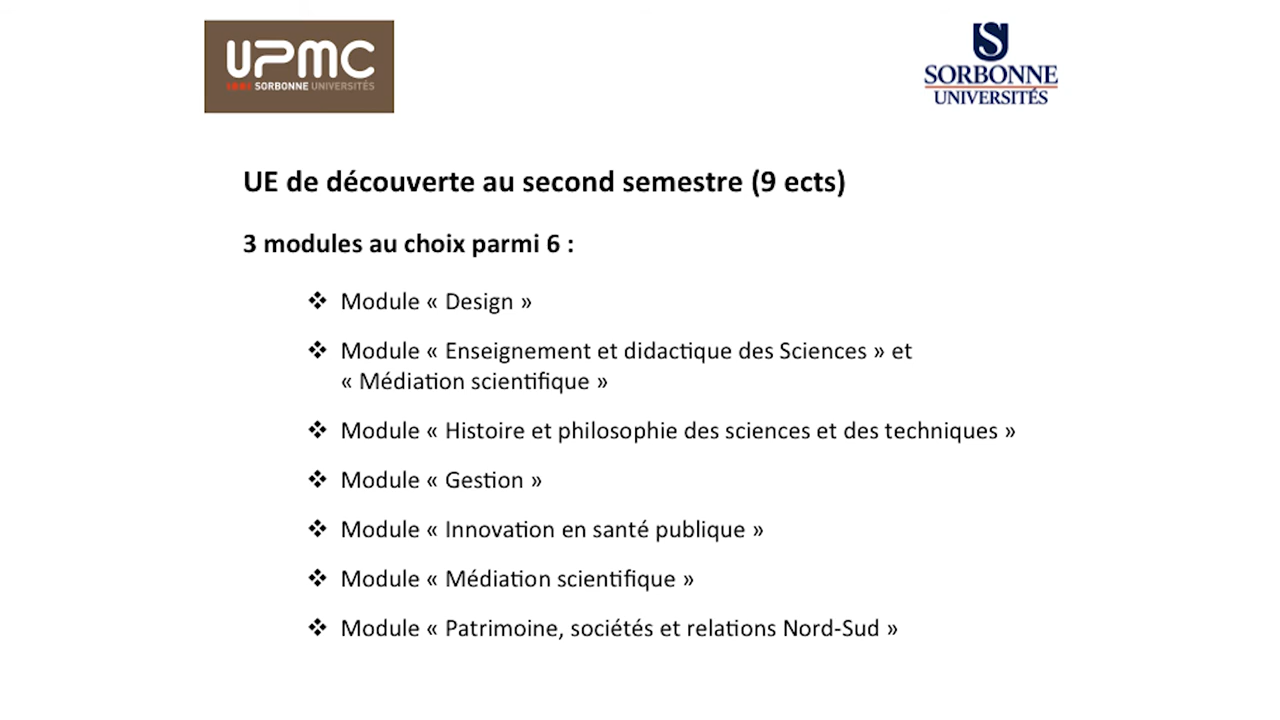 UPMC
SORBONNE UNIVERSITÉS
S
SORBONNE
UNIVERSITÉS
UE de découverte au second semestre (9 ects)
3 modules au choix parmi 6 :
❖ Module « Design »
❖ Module « Enseignement et didactique des Sciences » et
« Médiation scientifique »
❖ Module « Histoire et philosophie des sciences et des techniques »
❖ Module « Gestion »
❖ Module « Innovation en santé publique »
❖ Module « Médiation scientifique »
❖ Module « Patrimoine, sociétés et relations Nord-Sud »